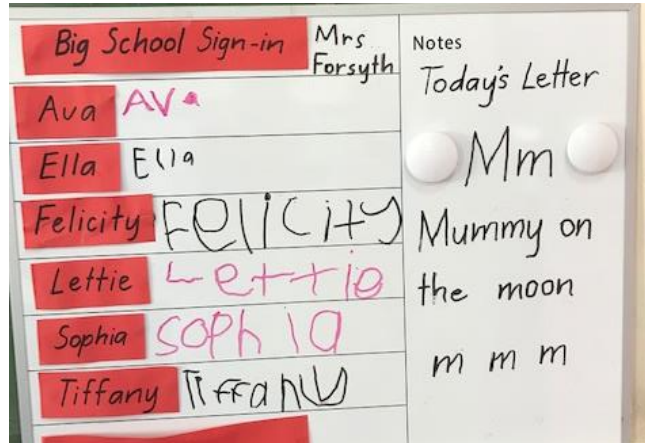 Big School Sign-in Mrs Forsyth
Ava AVa
Ella Ella
Felicity FeliCity
Lettie Lettie
Sophia Sophia
Tiffany Tiffany
Notes
Today's Letter
Mm
Mummy on
the moon
m m m